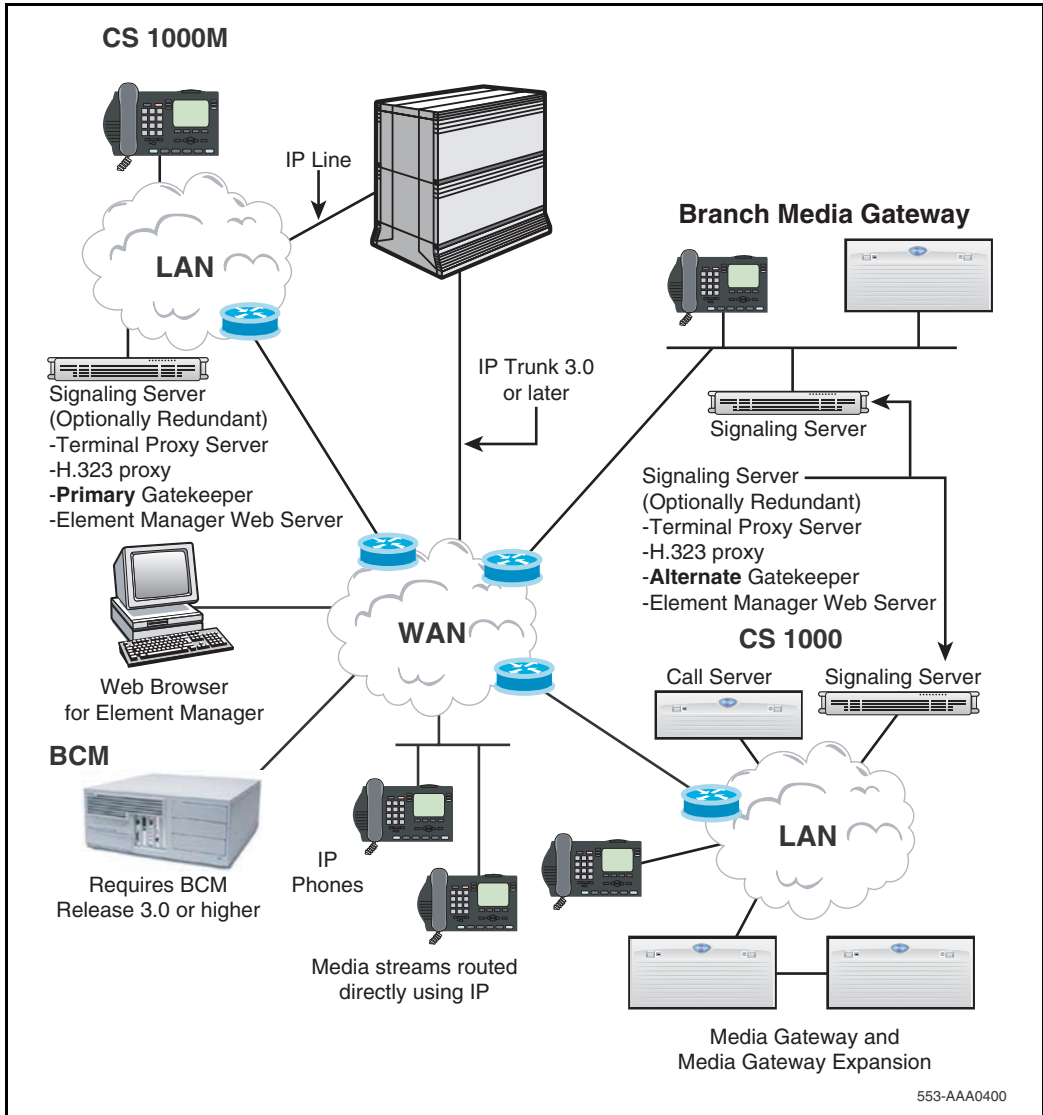 CS 1000M
IP Line
LAN
Branch Media Gateway
IP Trunk 3.0
or later
Signaling Server
(Optionally Redundant)
-Terminal Proxy Server
-H.323 proxy
-Primary Gatekeeper
-Element Manager Web Server
Signaling Server
Signaling Server
(Optionally Redundant)
-Terminal Proxy Server
-H.323 proxy
-Alternate Gatekeeper
-Element Manager Web Server
WAN
Web Browser
for Element Manager
CS 1000
Call Server
Signaling Server
BCM
Requires BCM
Release 3.0 or higher
IP
Phones
LAN
Media streams routed
directly using IP
Media Gateway and
Media Gateway Expansion
553-AAA0400